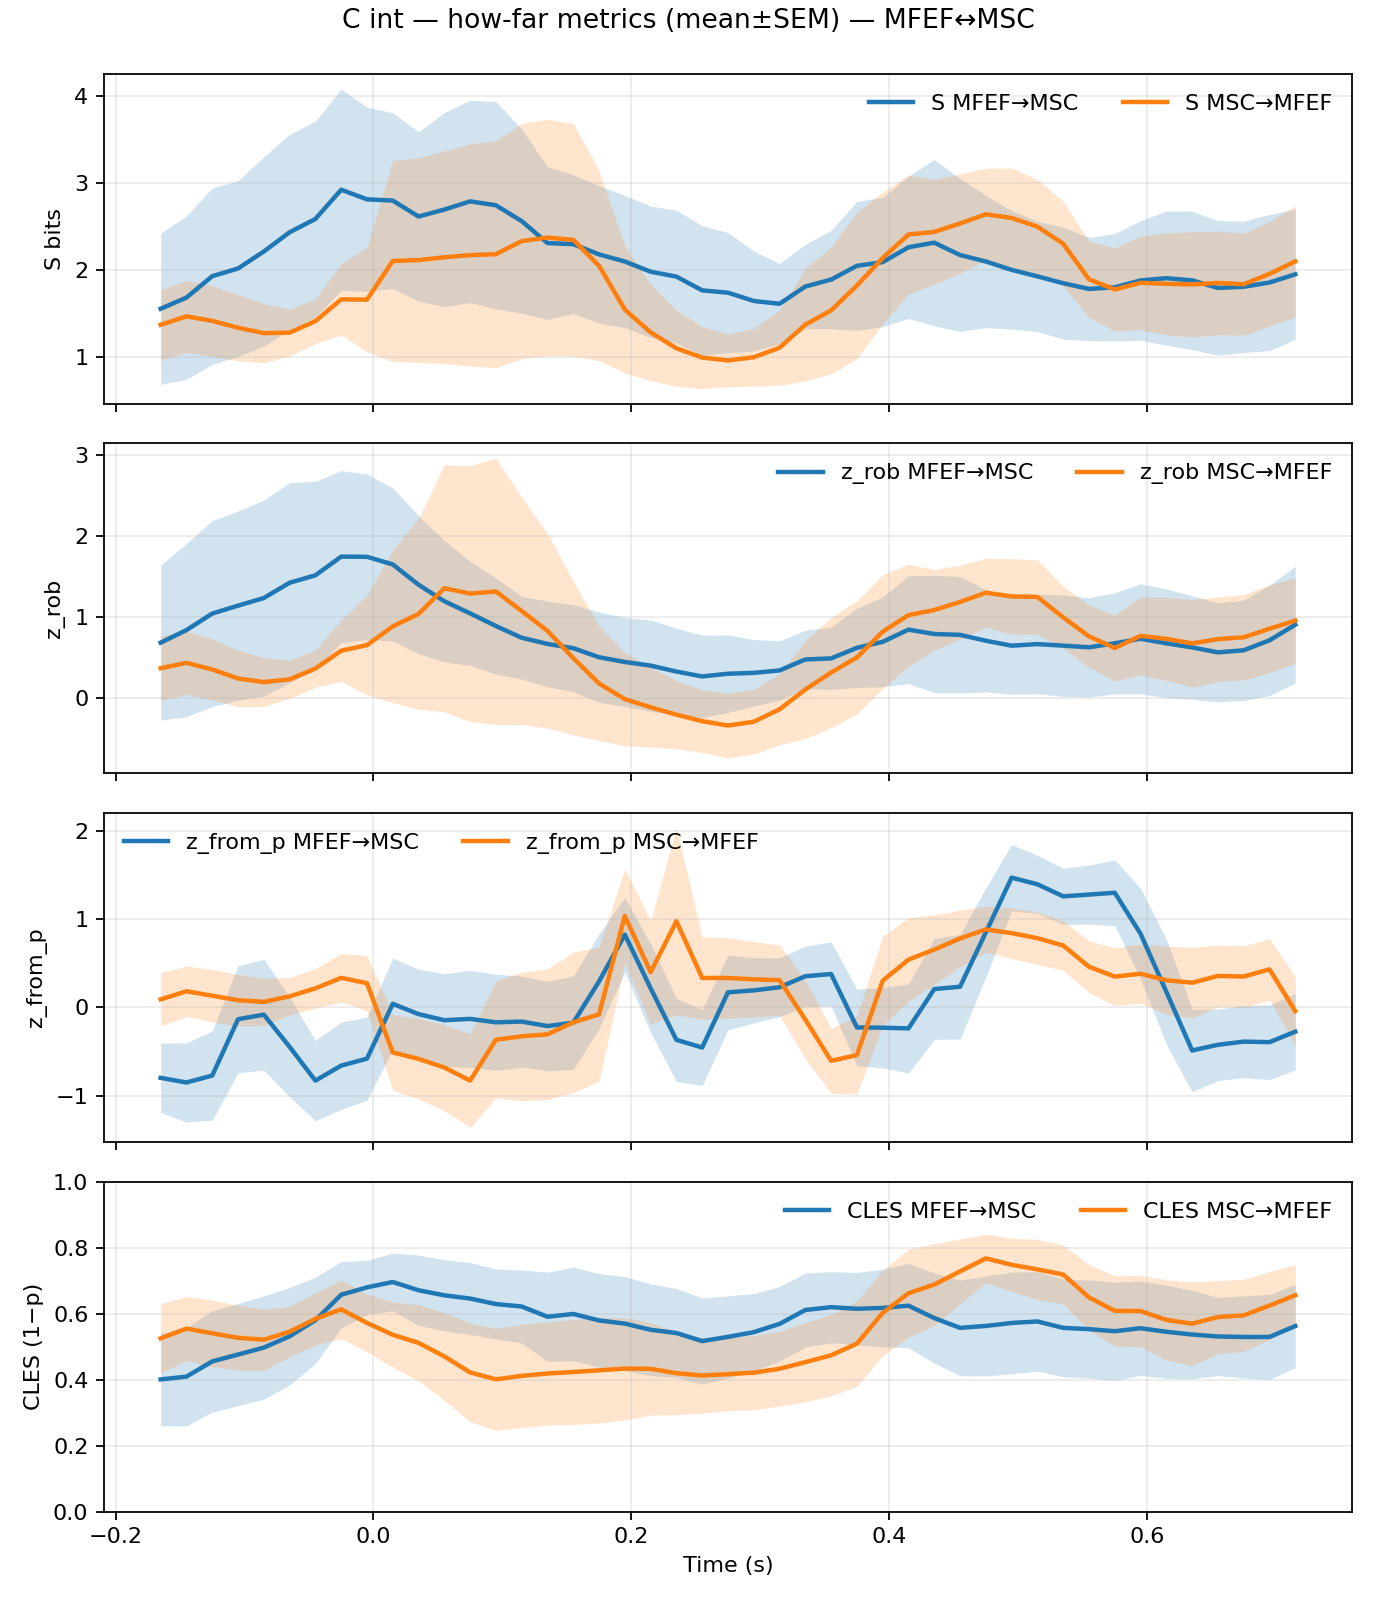 C int — how-far metrics (mean±SEM) — MFEF↔MSC
S MFEF→MSC S MSC→MFEF
4
3
2
1
S bits
z_rob MFEF→MSC z_rob MSC→MFEF
3
2
1
0
z_rob
z_from_p MFEF→MSC z_from_p MSC→MFEF
2
1
0
−1
z_from_p
CLES MFEF→MSC CLES MSC→MFEF
1.0
0.8
0.6
0.4
0.2
0.0
CLES (1−p)
−0.2 0.0 0.2 0.4 0.6
Time (s)